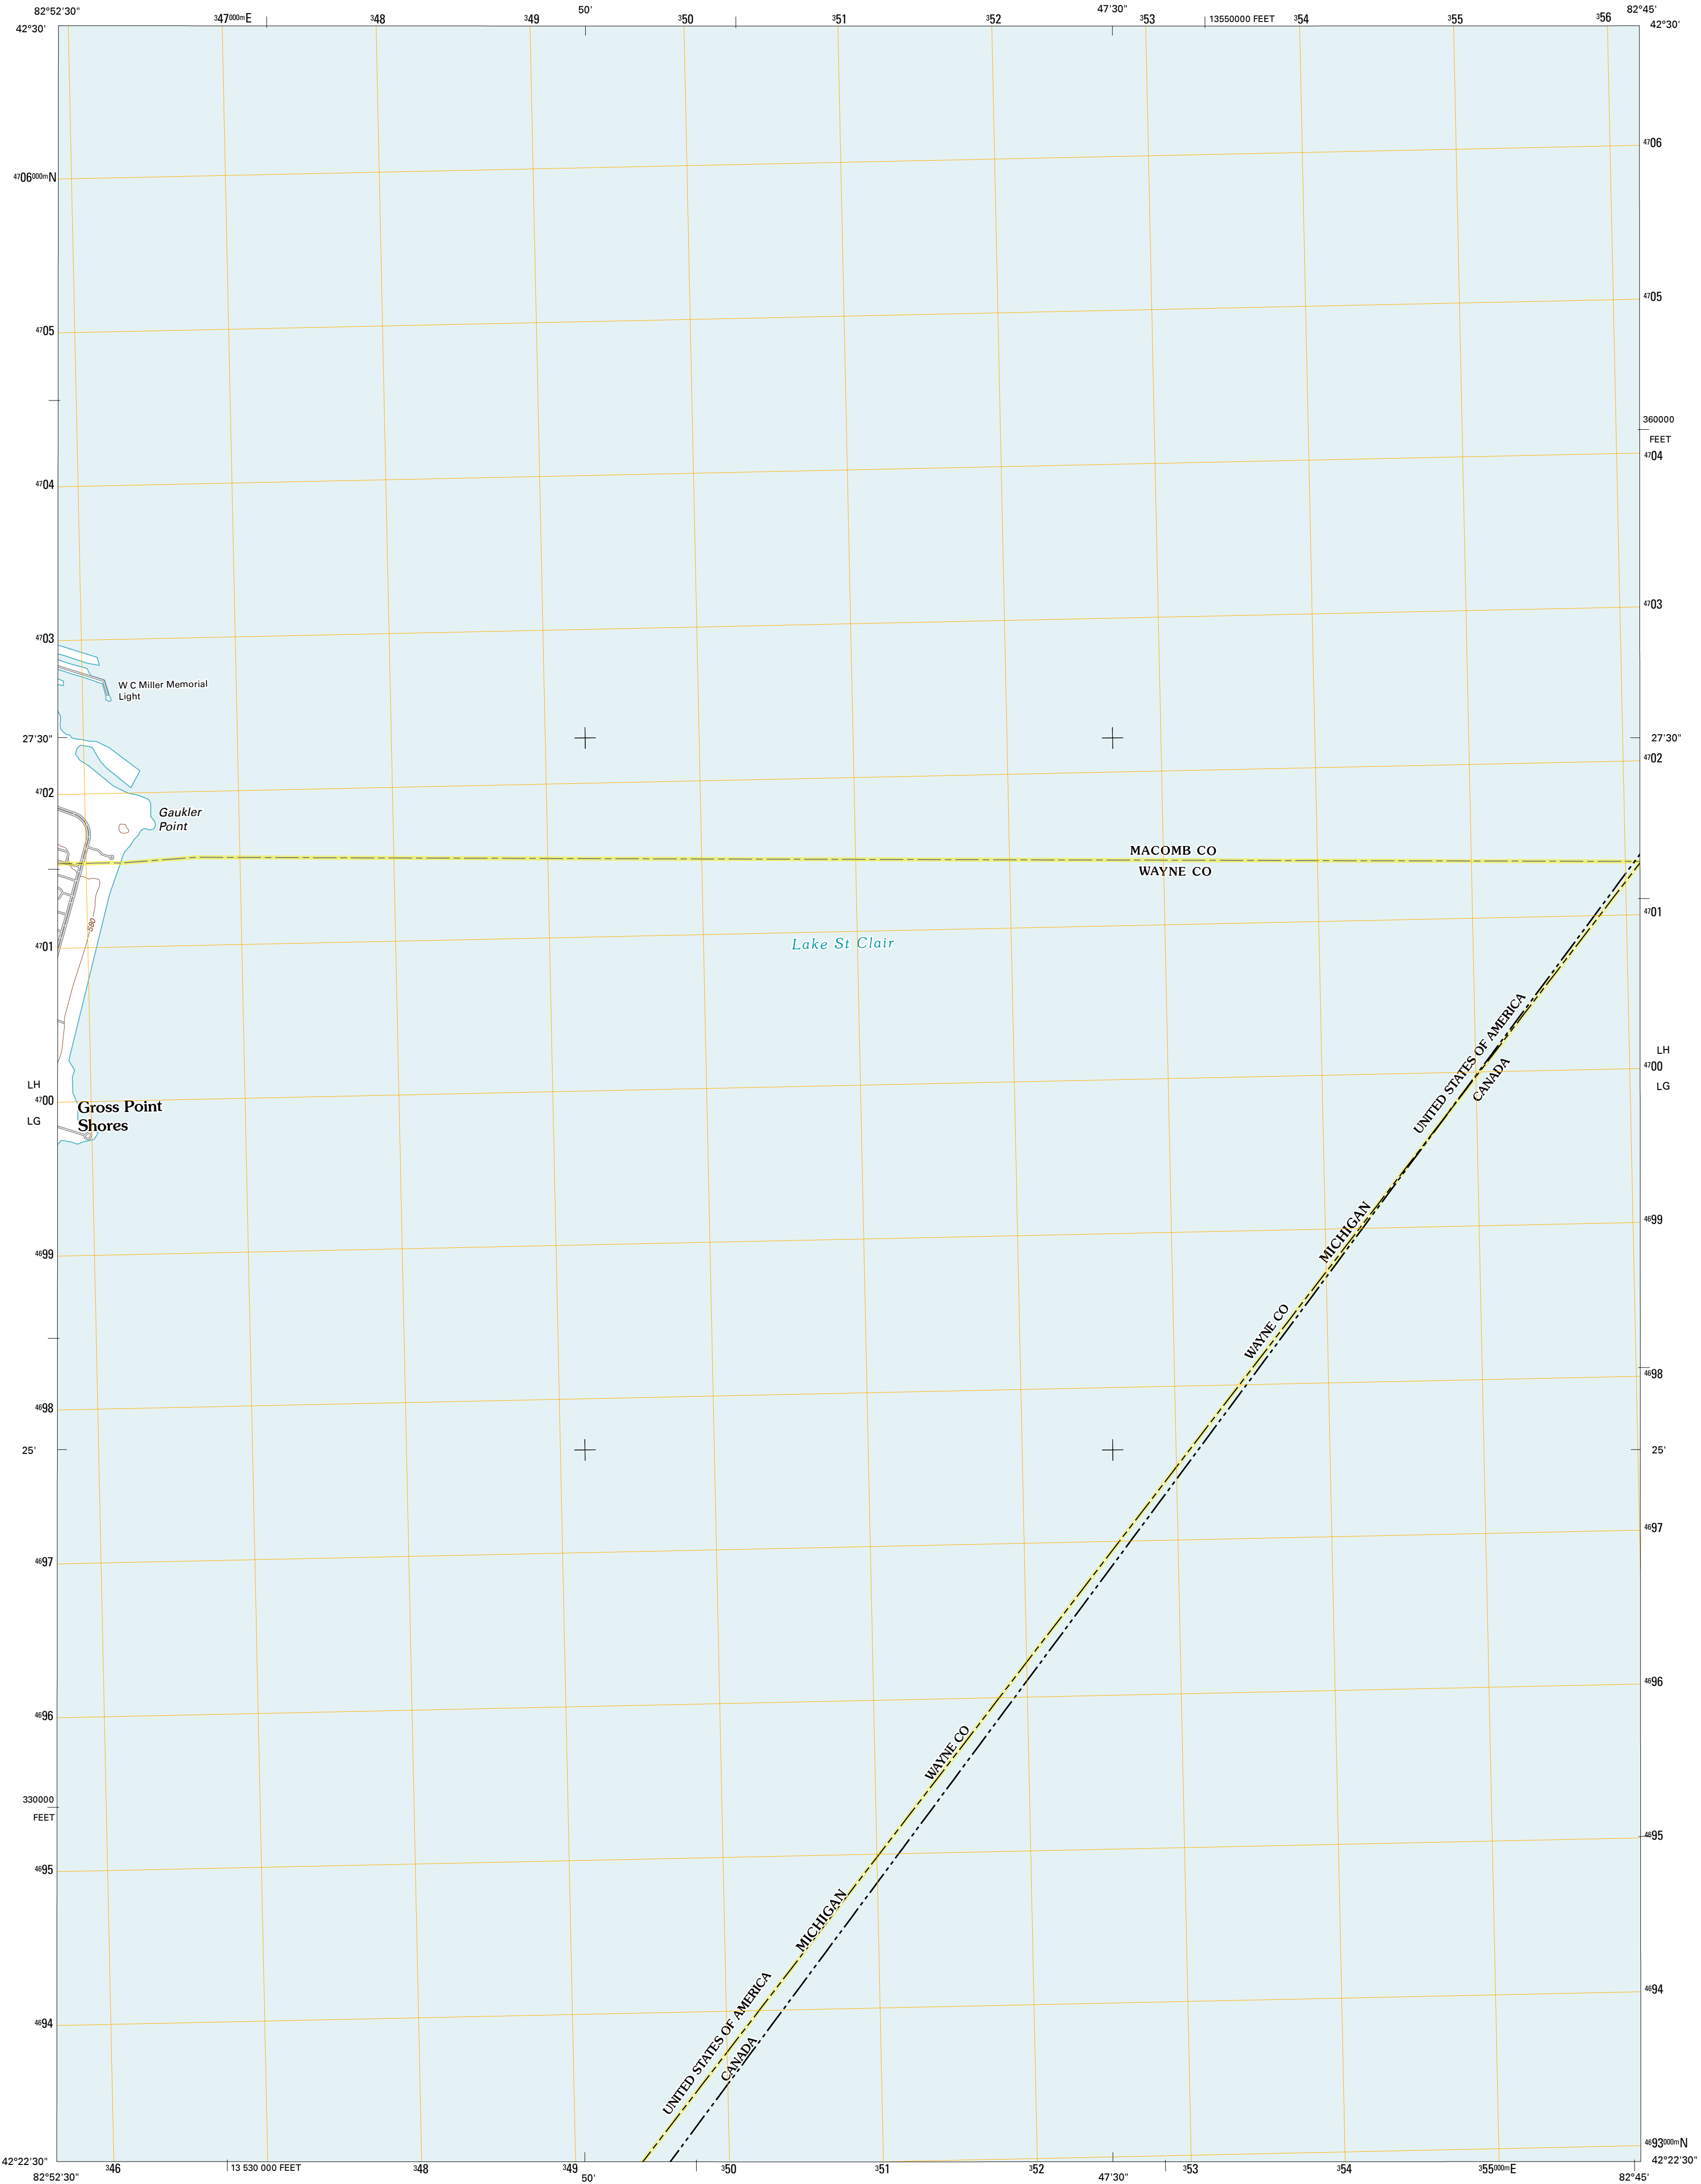 82°52'30"
³47⁰⁰⁰ᵐE
³48
³49
50'
³50
³51
³52
47'30"
³53
13550000 FEET
³54
³55
³56
82°45'
42°30'
42°30'
⁴⁷06
⁴⁷06⁰⁰⁰ᵐN
⁴⁷05
⁴⁷05
360000
FEET
⁴⁷04
⁴⁷04
⁴⁷03
⁴⁷03
W C Miller Memorial
Light
27'30"
27'30"
⁴⁷02
⁴⁷02
Gaukler
Point
MACOMB CO
WAYNE CO
580
⁴⁷01
⁴⁷01
Lake St Clair
UNITED STATES OF AMERICA
CANADA
LH
⁴⁷00
LG
LH
⁴⁷00
LG
Gross Point
Shores
MICHIGAN
⁴⁶99
⁴⁶99
WAYNE CO
⁴⁶98
⁴⁶98
25'
25'
⁴⁶97
⁴⁶97
⁴⁶96
⁴⁶96
WAYNE CO
330000
FEET
⁴⁶95
⁴⁶95
MICHIGAN
⁴⁶94
⁴⁶94
UNITED STATES OF AMERICA
CANADA
⁴⁶93⁰⁰⁰ᵐN
42°22'30"
42°22'30"
82°52'30"
³46
13 530 000 FEET
³48
³49
50'
³50
³51
³52
47'30"
³53
³54
³55⁰⁰⁰ᵐE
82°45'